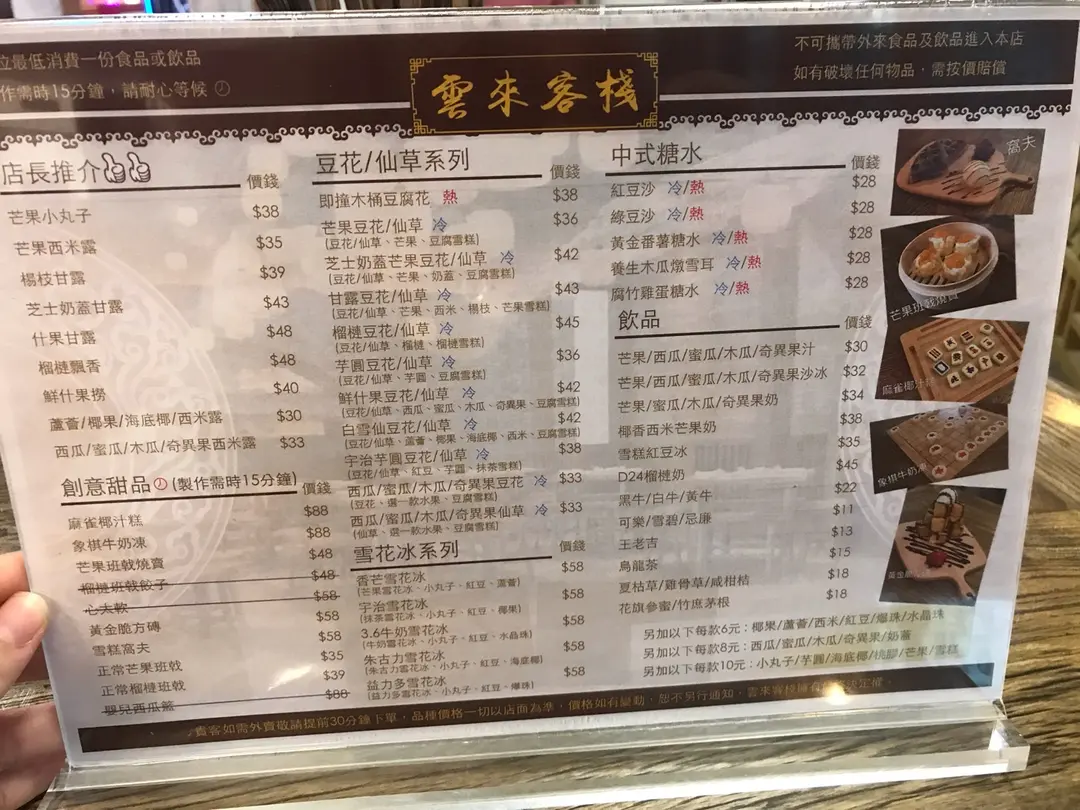 位最低消費一份食品或飲品
作需時15分鐘，請耐心等候
雲來客棧
不可攜帶外來食品及飲品進入本店
如有破壞任何物品，需按價賠償
店長推介 價錢
芒果小丸子 $38
芒果西米露 $35
楊枝甘露 $39
芝士奶蓋甘露 $43
什果甘露 $48
榴槤飄香 $48
鮮什果撈 $40
蘆薈/椰果/海底椰/西米露 $30
西瓜/蜜瓜/木瓜/奇異果西米露 $33
創意甜品(製作需時15分鐘) 價錢
麻雀椰汁糕 $88
象棋牛奶凍 $88
芒果班戟燒賣 $48
榴槤班戟餃子 $48
心太軟 $58
黃金脆方磚 $58
雪糕窩夫 $58
正常芒果班戟 $35
正常榴槤班戟 $39
嬰兒西瓜籃 $88
豆花/仙草系列 價錢
即撞木桶豆腐花 熱 $38
芒果豆花/仙草 冷 $36
(豆花/仙草、芒果、豆腐雪糕)
芝士奶蓋芒果豆花/仙草 冷 $42
(豆花/仙草、芒果、奶蓋、豆腐雪糕)
甘露豆花/仙草 冷 $43
(豆花/仙草、芒果、西米、楊枝、芒果雪糕)
榴槤豆花/仙草 冷 $45
(豆花/仙草、榴槤、榴槤雪糕)
芋圓豆花/仙草 冷 $36
(豆花/仙草、芋圓、豆腐雪糕)
鮮什果豆花/仙草 冷 $42
(豆花/仙草、西瓜、蜜瓜、木瓜、奇異果、豆腐雪糕)
白雪仙豆花/仙草 冷 $42
(豆花/仙草、蘆薈、椰果、海底椰、西米、豆腐雪糕)
宇治芋圓豆花/仙草 冷 $38
(豆花/仙草、紅豆、芋圓、抹茶雪糕)
西瓜/蜜瓜/木瓜/奇異果豆花 冷 $33
(豆花、選一款水果、豆腐雪糕)
西瓜/蜜瓜/木瓜/奇異果仙草 冷 $33
(仙草、選一款水果、豆腐雪糕)
雪花冰系列 價錢
香芒雪花冰 $58
(芒果雪花冰、小丸子、紅豆、蘆薈)
宇治雪花冰 $58
(抹茶雪花冰、小丸子、紅豆、椰果)
3.6牛奶雪花冰 $58
(牛奶雪花冰、小丸子、紅豆、水晶珠)
朱古力雪花冰 $58
(朱古力雪花冰、小丸子、紅豆、海底椰)
益力多雪花冰 $58
(益力多雪花冰、小丸子、紅豆、爆珠)
中式糖水 價錢
紅豆沙 冷/熱 $28
綠豆沙 冷/熱 $28
黃金番薯糖水 冷/熱 $28
養生木瓜燉雪耳 冷/熱 $28
腐竹雞蛋糖水 冷/熱 $28
飲品 價錢
芒果/西瓜/蜜瓜/木瓜/奇異果汁 $30
芒果/西瓜/蜜瓜/木瓜/奇異果沙冰 $32
芒果/蜜瓜/木瓜/奇異果奶 $34
椰香西米芒果奶 $38
雪糕紅豆冰 $35
D24榴槤奶 $45
黑牛/白牛/黃牛 $22
可樂/雪碧/忌廉 $11
王老吉 $13
烏龍茶 $15
夏枯草/雞骨草/咸柑桔 $18
花旗參蜜/竹庶茅根 $18
另加以下每款6元：椰果/蘆薈/西米/紅豆/爆珠/水晶珠
另加以下每款8元：西瓜/蜜瓜/木瓜/奇異果/奶蓋
另加以下每款10元：小丸子/芋圓/海底椰/桃膠/芒果/雪糕
窩夫
芒果班戟燒賣
麻雀椰汁
象棋牛奶凍
黃金脆
貴客如需外賣敬請提前30分鐘下單，品種價格一切以店面為準，價格如有變動，恕不另行通知，雲來客棧擁有決定權。